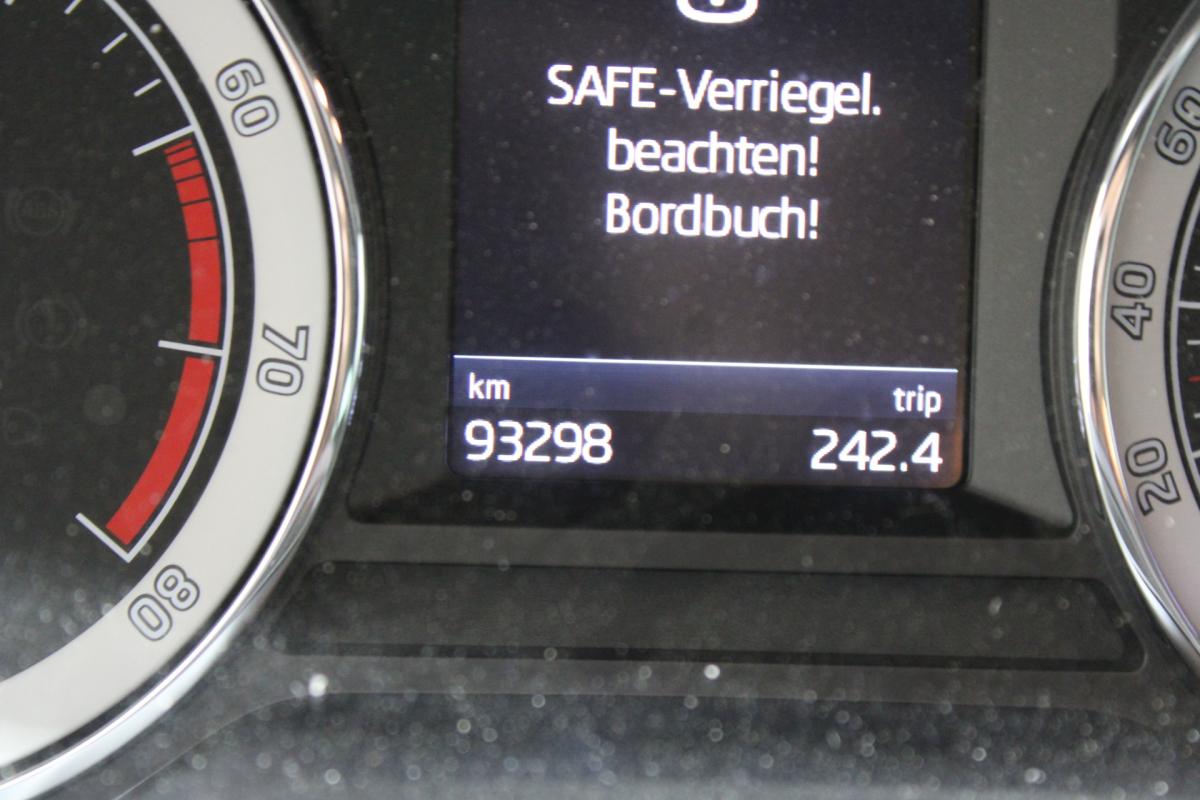 SAFE-Verriegel.
beachten!
Bordbuch!
km trip
93298 242.4
60
70
80
60
40
20